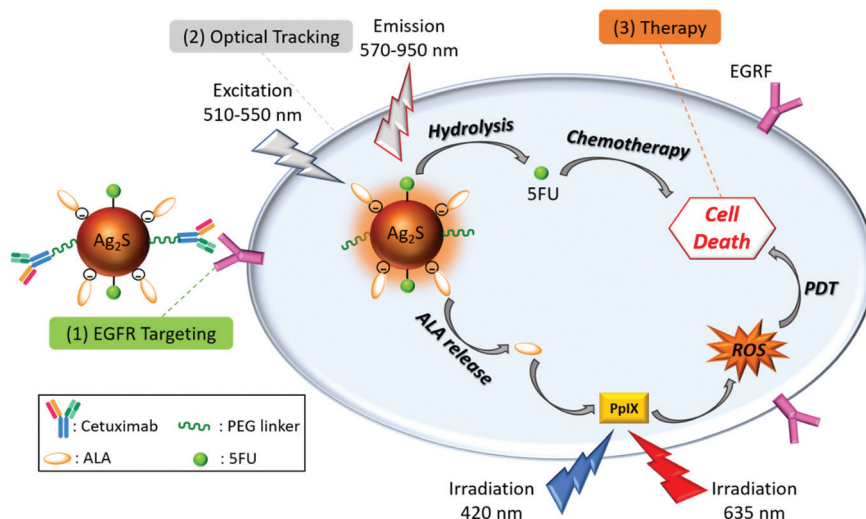 (2) Optical Tracking
Emission
570-950 nm
(3) Therapy
EGRF
Excitation
510-550 nm
Hydrolysis
Chemotherapy
5FU
Cell
Death
Ag₂S
Ag₂S
(1) EGFR Targeting
ALA release
PDT
ROS
PpIX
: Cetuximab
: PEG linker
: ALA
: 5FU
Irradiation
420 nm
Irradiation
635 nm